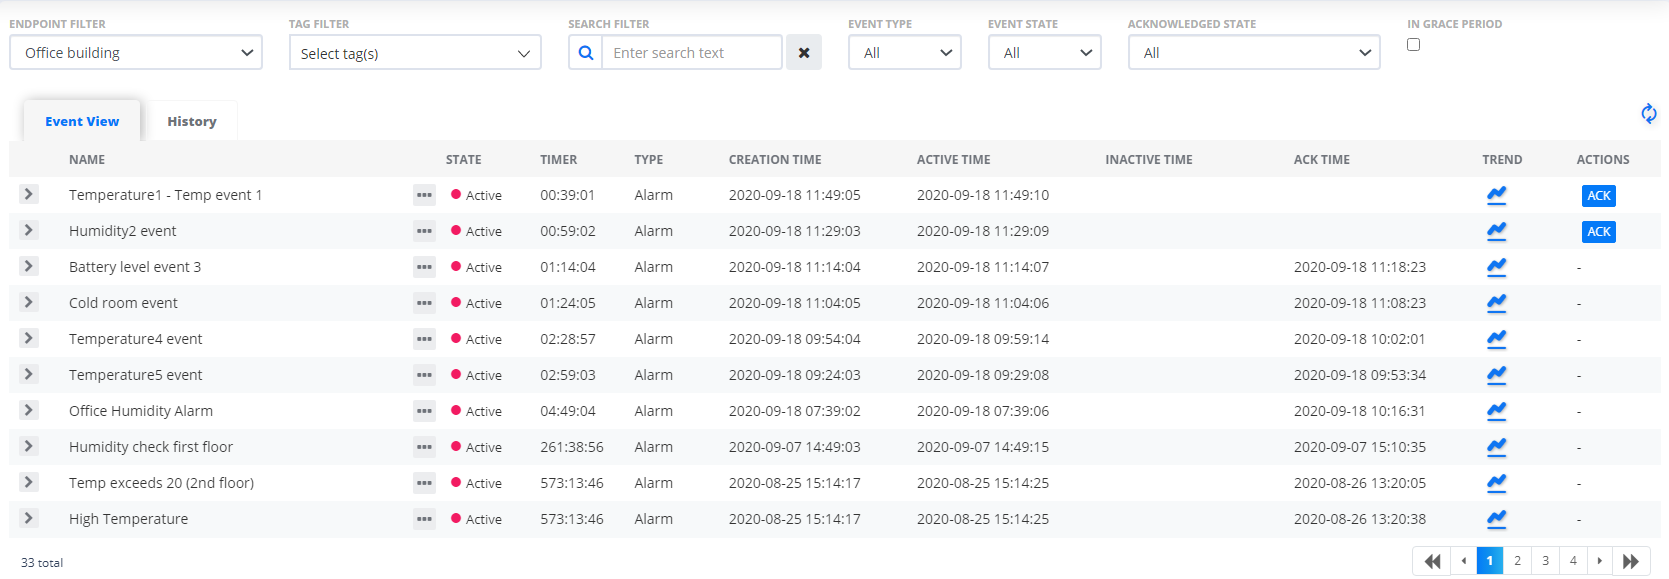 ENDPOINT FILTER TAG FILTER SEARCH FILTER EVENT TYPE EVENT STATE ACKNOWLEDGED STATE IN GRACE PERIOD
Office building Select tag(s) Enter search text All All All
Event View History
NAME STATE TIMER TYPE CREATION TIME ACTIVE TIME INACTIVE TIME ACK TIME TREND ACTIONS
Temperature1 - Temp event 1 Active 00:39:01 Alarm 2020-09-18 11:49:05 2020-09-18 11:49:10 ACK
Humidity2 event Active 00:59:02 Alarm 2020-09-18 11:29:03 2020-09-18 11:29:09 ACK
Battery level event 3 Active 01:14:04 Alarm 2020-09-18 11:14:04 2020-09-18 11:14:07 2020-09-18 11:18:23 -
Cold room event Active 01:24:05 Alarm 2020-09-18 11:04:05 2020-09-18 11:04:06 2020-09-18 11:08:23 -
Temperature4 event Active 02:28:57 Alarm 2020-09-18 09:54:04 2020-09-18 09:59:14 2020-09-18 10:02:01 -
Temperature5 event Active 02:59:03 Alarm 2020-09-18 09:24:03 2020-09-18 09:29:08 2020-09-18 09:53:34 -
Office Humidity Alarm Active 04:49:04 Alarm 2020-09-18 07:39:02 2020-09-18 07:39:06 2020-09-18 10:16:31 -
Humidity check first floor Active 261:38:56 Alarm 2020-09-07 14:49:03 2020-09-07 14:49:15 2020-09-07 15:10:35 -
Temp exceeds 20 (2nd floor) Active 573:13:46 Alarm 2020-08-25 15:14:17 2020-08-25 15:14:25 2020-08-26 13:20:05 -
High Temperature Active 573:13:46 Alarm 2020-08-25 15:14:17 2020-08-25 15:14:25 2020-08-26 13:20:38 -
33 total 1 2 3 4